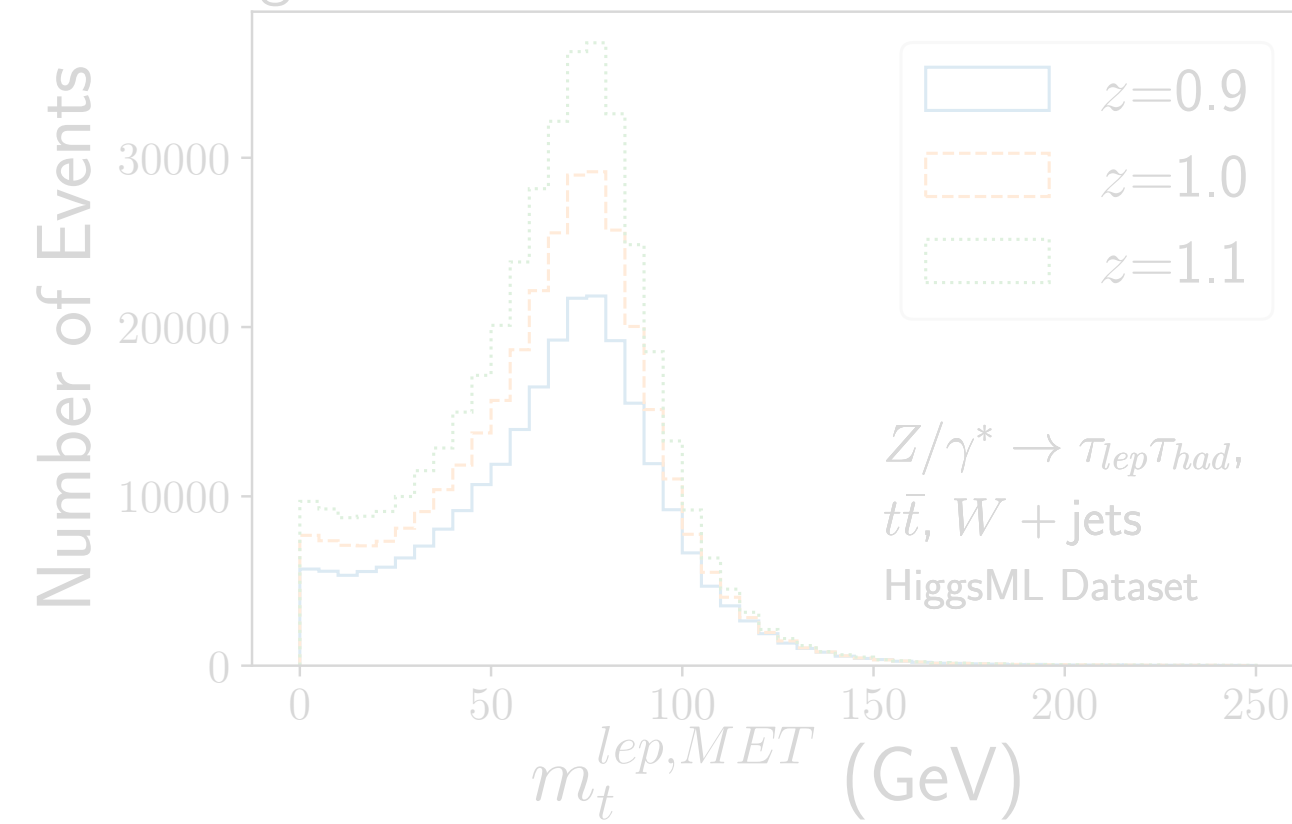 Number of Events
30000
20000
10000
0
z=0.9
z=1.0
z=1.1
Z/γ* → τ_lep τ_had,
tt̄, W + jets
HiggsML Dataset
0 50 100 150 200 250
m_t^{lep,MET} (GeV)